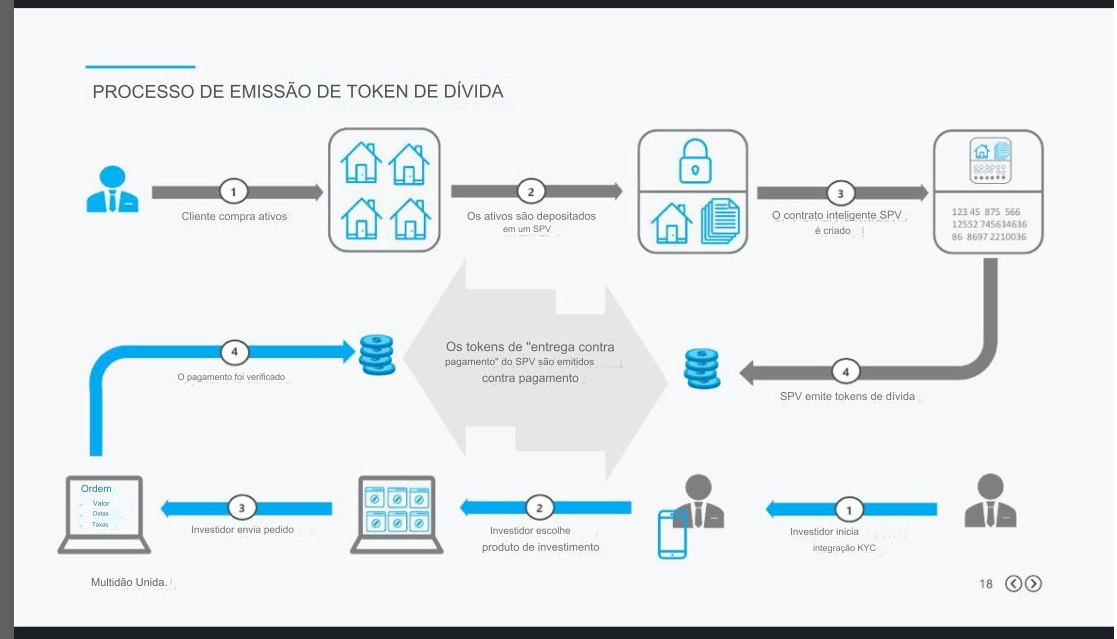 PROCESSO DE EMISSÃO DE TOKEN DE DÍVIDA
1
Cliente compra ativos
2
Os ativos são depositados
em um SPV
3
O contrato inteligente SPV
é criado
123 45 875 566
12552 745634636
86 8697 2210036
4
O pagamento foi verificado
Os tokens de "entrega contra
pagamento" do SPV são emitidos
contra pagamento
4
SPV emite tokens de dívida
Ordem
Valor
Datas
Taxas
3
Investidor envia pedido
2
Investidor escolhe
produto de investimento
1
Investidor inicia
integração KYC
Multidão Unida.
18